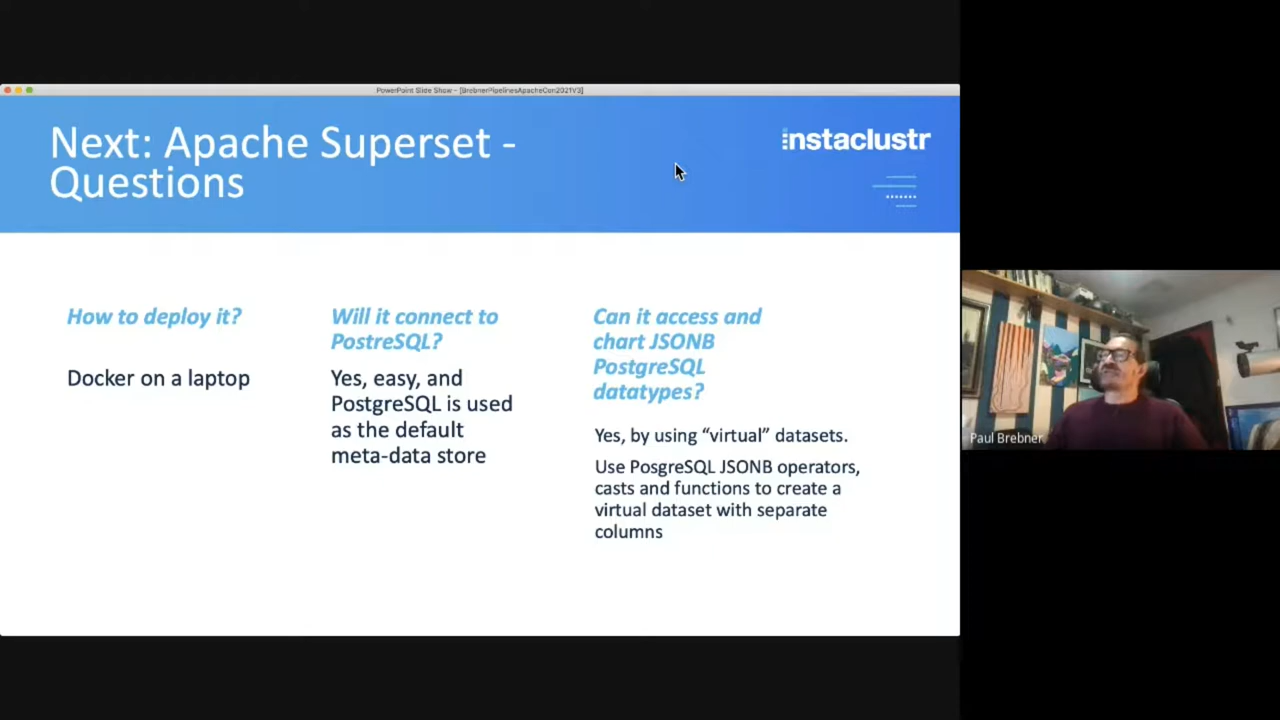 PowerPoint Slide Show - [BrebnerPipelinesApacheCon2021V3]
Next: Apache Superset -
Questions
instaclustr
How to deploy it?
Docker on a laptop
Will it connect to
PostreSQL?
Yes, easy, and
PostgreSQL is used
as the default
meta-data store
Can it access and
chart JSONB
PostgreSQL
datatypes?
Yes, by using “virtual” datasets.
Use PosgreSQL JSONB operators,
casts and functions to create a
virtual dataset with separate
columns
Paul Brebner